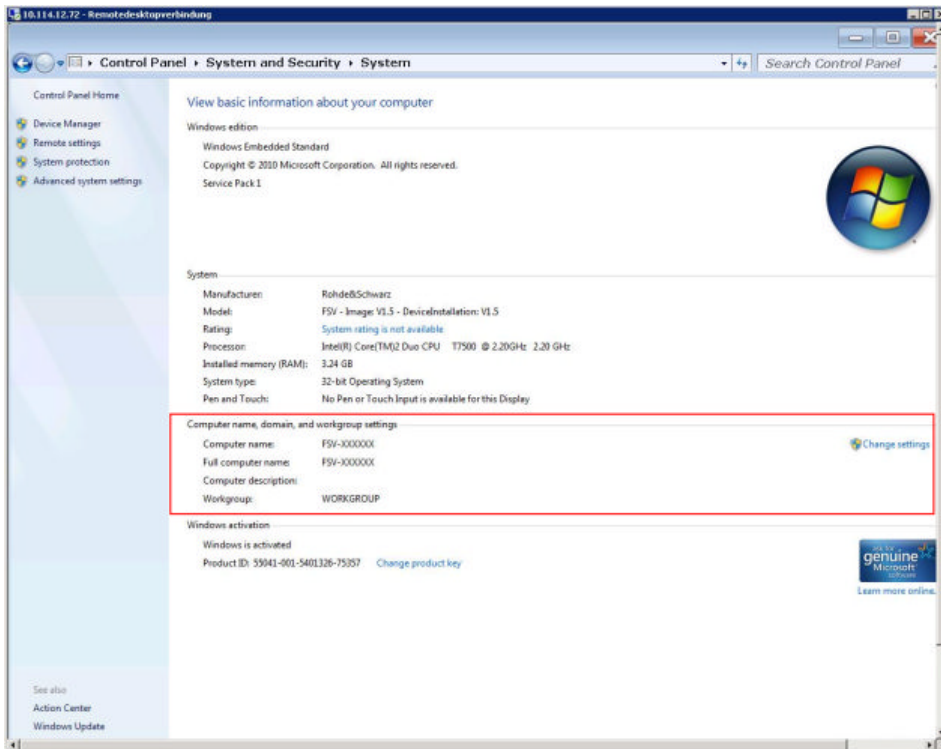 10.114.12.72 - Remotedesktopverbindung
Control Panel ▸ System and Security ▸ System
Search Control Panel
Control Panel Home
Device Manager
Remote settings
System protection
Advanced system settings
View basic information about your computer
Windows edition
Windows Embedded Standard
Copyright © 2010 Microsoft Corporation. All rights reserved.
Service Pack 1
System
Manufacturer: Rohde&Schwarz
Model: FSV - Image: V1.5 - DeviceInstallation: V1.5
Rating: System rating is not available
Processor: Intel(R) Core(TM)2 Duo CPU T7500 @ 2.20GHz 2.20 GHz
Installed memory (RAM): 3.24 GB
System type: 32-bit Operating System
Pen and Touch: No Pen or Touch Input is available for this Display
Computer name, domain, and workgroup settings
Computer name: FSV-XXXXXX
Change settings
Full computer name: FSV-XXXXXX
Computer description:
Workgroup: WORKGROUP
Windows activation
Windows is activated
Product ID: 55041-001-5401326-75357 Change product key
ask for
genuine
Microsoft
software
Learn more online.
See also
Action Center
Windows Update